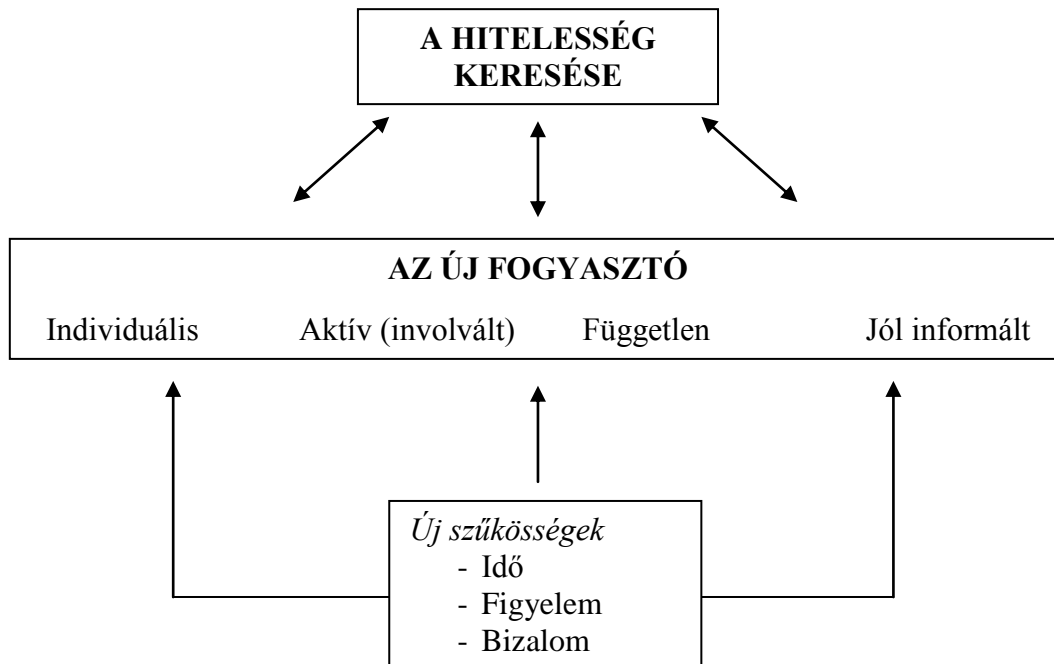 A HITELESSÉG
KERESÉSE
AZ ÚJ FOGYASZTÓ
Individuális Aktív (involvált) Független Jól informált
Új szűkösségek
- Idő
- Figyelem
- Bizalom